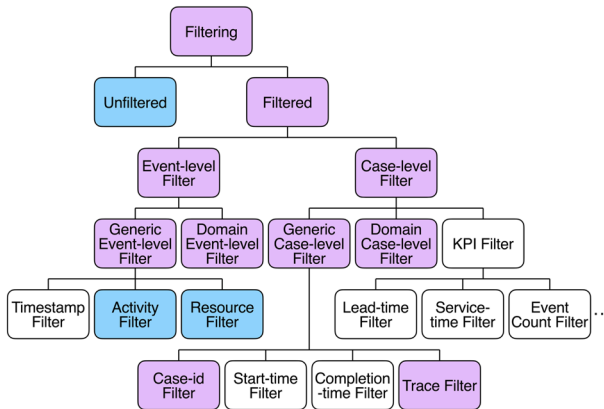 Filtering
Unfiltered
Filtered
Event-level
Filter
Case-level
Filter
Generic
Event-level
Filter
Domain
Event-level
Filter
Generic
Case-level
Filter
Domain
Case-level
Filter
KPI Filter
Timestamp
Filter
Activity
Filter
Resource
Filter
Lead-time
Filter
Service-
time Filter
Event
Count Filter
..
Case-id
Filter
Start-time
Filter
Completion
-time Filter
Trace Filter